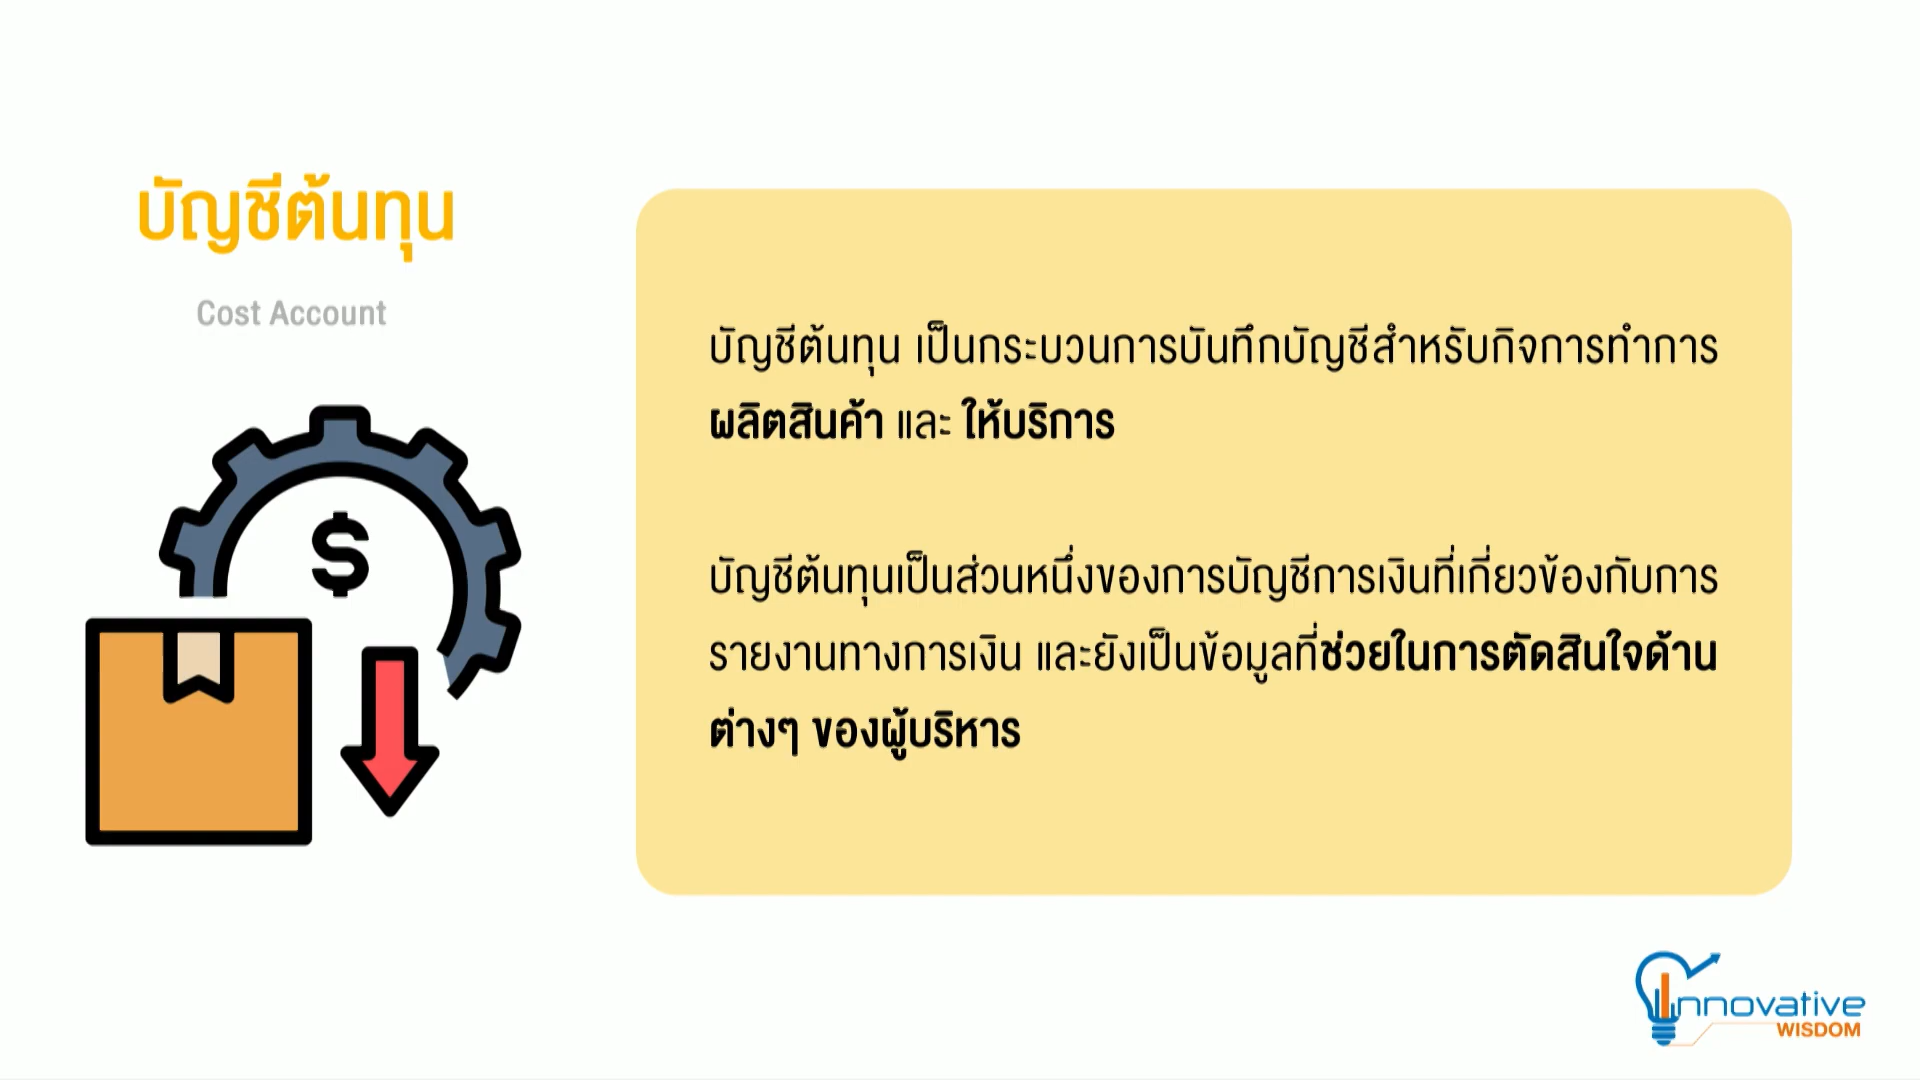 บัญชีต้นทุน
Cost Account
บัญชีต้นทุน เป็นกระบวนการบันทึกบัญชีสำหรับกิจการทำการ
ผลิตสินค้า และ ให้บริการ
บัญชีต้นทุนเป็นส่วนหนึ่งของการบัญชีการเงินที่เกี่ยวข้องกับการ
รายงานทางการเงิน และยังเป็นข้อมูลที่ช่วยในการตัดสินใจด้าน
ต่างๆ ของผู้บริหาร
$
innovative
WISDOM